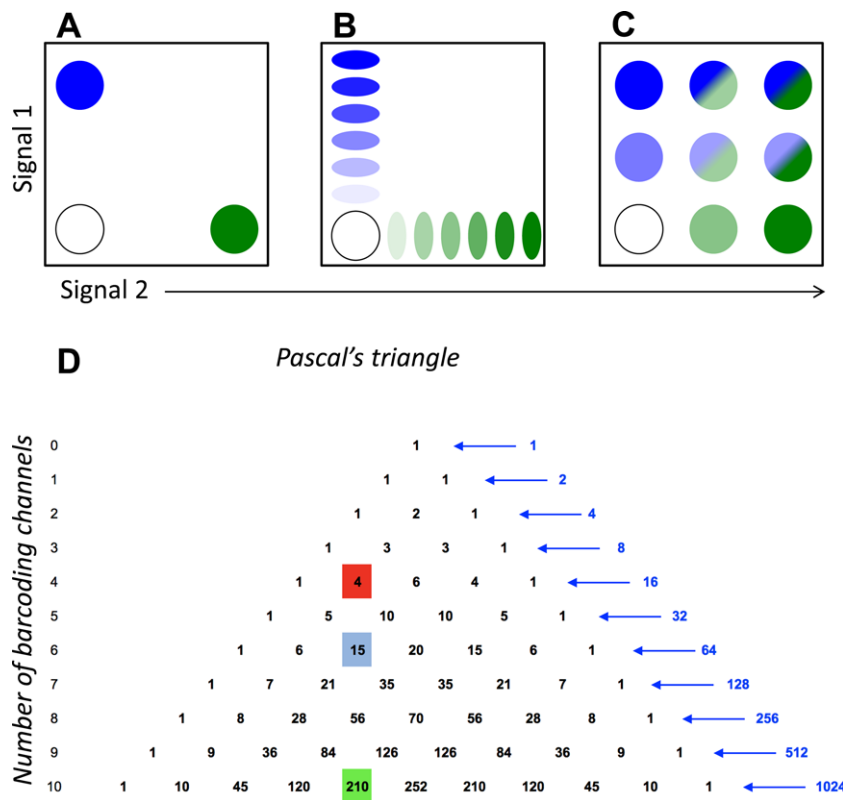 A
B
C
Signal 1
Signal 2
D
Pascal's triangle
Number of barcoding channels
0 1 1
1 1 1 2
2 1 2 1 4
3 1 3 3 1 8
4 1 4 6 4 1 16
5 1 5 10 10 5 1 32
6 1 6 15 20 15 6 1 64
7 1 7 21 35 35 21 7 1 128
8 1 8 28 56 70 56 28 8 1 256
9 1 9 36 84 126 126 84 36 9 1 512
10 1 10 45 120 210 252 210 120 45 10 1 1024